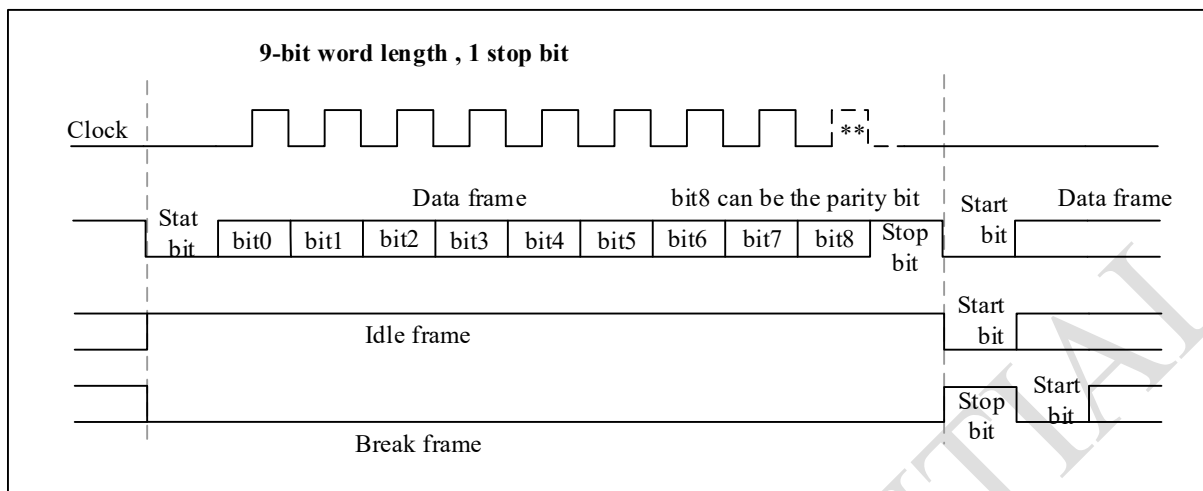 9-bit word length , 1 stop bit
Clock
**
Data frame
bit8 can be the parity bit
Data frame
Stat
bit
bit0
bit1
bit2
bit3
bit4
bit5
bit6
bit7
bit8
Stop
bit
Start
bit
Idle frame
Start
bit
Break frame
Stop
bit
Start
bit